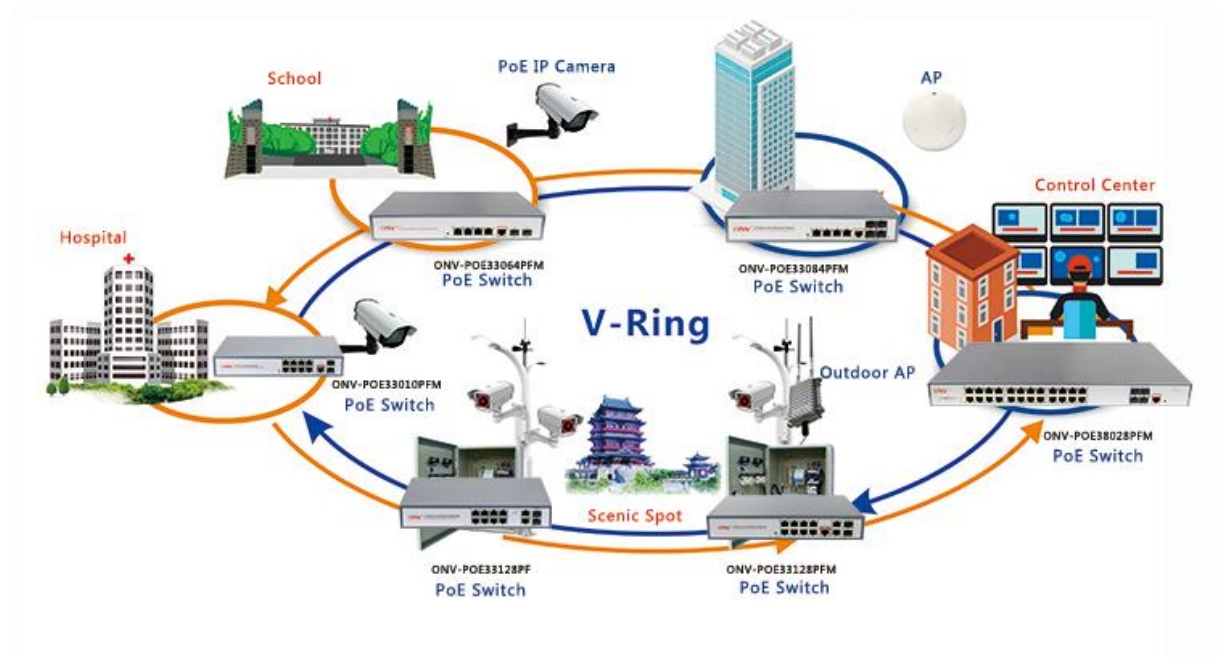 School
PoE IP Camera
AP
Control Center
Hospital
ONV-POE33064PFM
PoE Switch
ONV-POE33084PFM
PoE Switch
V-Ring
ONV-POE33010PFM
PoE Switch
Outdoor AP
ONV-POE38028PFM
PoE Switch
Scenic Spot
ONV-POE33128PF
PoE Switch
ONV-POE33128PFM
PoE Switch